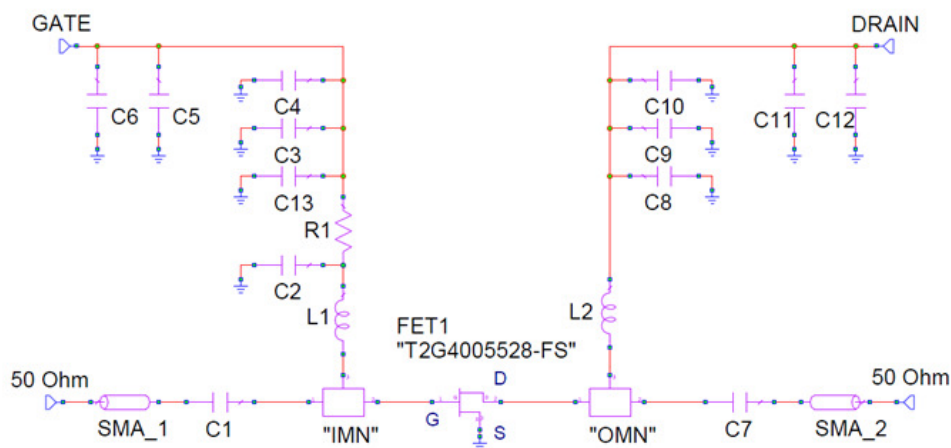 GATE
DRAIN
C6
C5
C4
C10
C11
C12
C3
C9
C13
C8
R1
C2
L1
L2
FET1
"T2G4005528-FS"
50 Ohm
D
50 Ohm
G
S
SMA_1
C1
"IMN"
"OMN"
C7
SMA_2